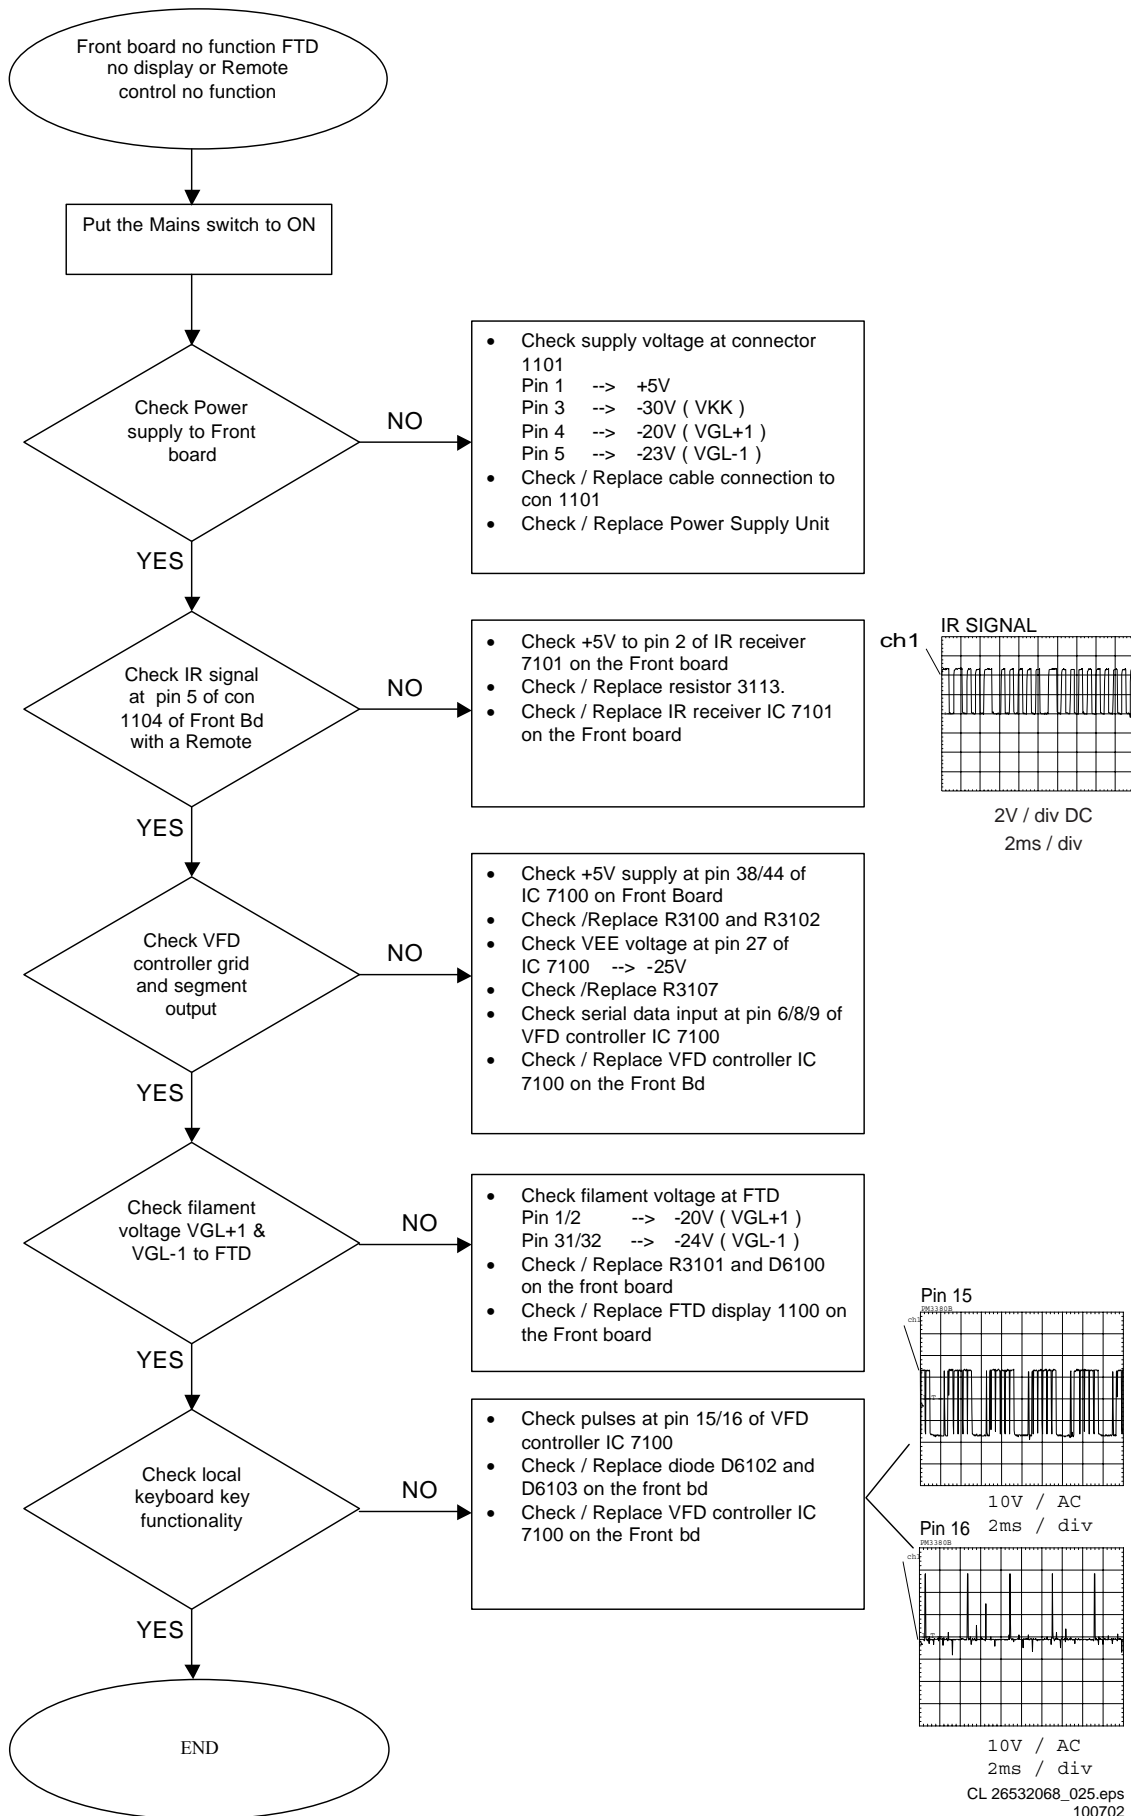 Front board no function FTD
no display or Remote
control no function
Put the Mains switch to ON
Check Power
supply to Front
board
NO
• Check supply voltage at connector
1101
Pin 1 --> +5V
Pin 3 --> -30V ( VKK )
Pin 4 --> -20V ( VGL+1 )
Pin 5 --> -23V ( VGL-1 )
• Check / Replace cable connection to
con 1101
• Check / Replace Power Supply Unit
YES
Check IR signal
at pin 5 of con
1104 of Front Bd
with a Remote
NO
• Check +5V to pin 2 of IR receiver
7101 on the Front board
• Check / Replace resistor 3113.
• Check / Replace IR receiver IC 7101
on the Front board
IR SIGNAL
ch1
2V / div DC
2ms / div
YES
Check VFD
controller grid
and segment
output
NO
• Check +5V supply at pin 38/44 of
IC 7100 on Front Board
• Check /Replace R3100 and R3102
• Check VEE voltage at pin 27 of
IC 7100 --> -25V
• Check /Replace R3107
• Check serial data input at pin 6/8/9 of
VFD controller IC 7100
• Check / Replace VFD controller IC
7100 on the Front Bd
YES
Check filament
voltage VGL+1 &
VGL-1 to FTD
NO
• Check filament voltage at FTD
Pin 1/2 --> -20V ( VGL+1 )
Pin 31/32 --> -24V ( VGL-1 )
• Check / Replace R3101 and D6100
on the front board
• Check / Replace FTD display 1100 on
the Front board
YES
Check local
keyboard key
functionality
NO
• Check pulses at pin 15/16 of VFD
controller IC 7100
• Check / Replace diode D6102 and
D6103 on the front bd
• Check / Replace VFD controller IC
7100 on the Front bd
Pin 15
PM3380B
ch1
10V / AC
2ms / div
Pin 16
PM3380B
ch1
10V / AC
2ms / div
YES
END
CL 26532068_025.eps
100702